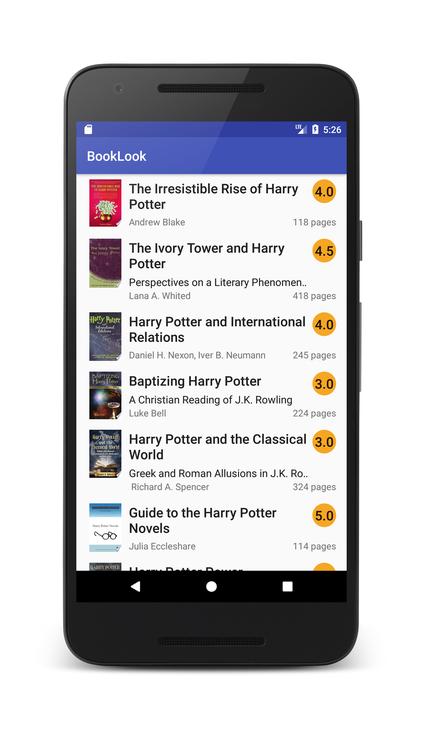 LTE 5:26
BookLook
The Irresistible Rise of Harry
Potter
4.0
Andrew Blake
118 pages
The Ivory Tower and Harry
Potter
4.5
Perspectives on a Literary Phenomen..
Lana A. Whited
418 pages
Harry Potter and International
Relations
4.0
Daniel H. Nexon, Iver B. Neumann
245 pages
Baptizing Harry Potter
3.0
A Christian Reading of J.K. Rowling
Luke Bell
224 pages
Harry Potter and the Classical
World
3.0
Greek and Roman Allusions in J.K. Ro..
Richard A. Spencer
324 pages
Guide to the Harry Potter
Novels
5.0
Julia Eccleshare
114 pages
Harry Potter Power